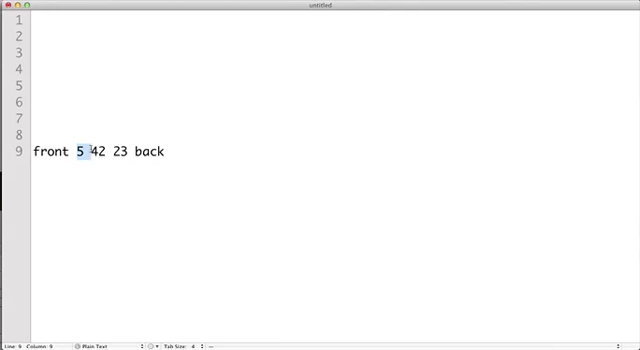 untitled
1
2
3
4
5
6
7
8
9 front 5 42 23 back
Line: 9 Column: 9 Plain Text Tab Size: 4 —